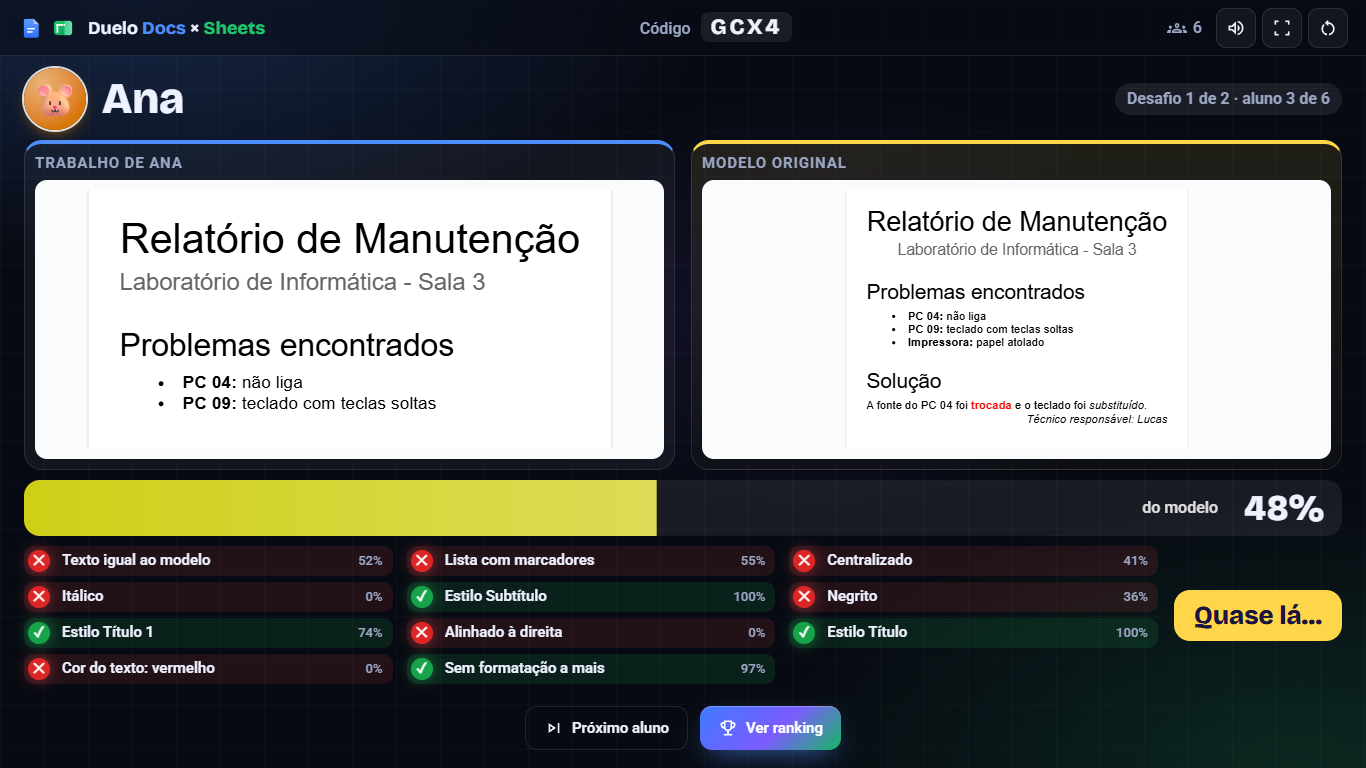 Duelo Docs × Sheets
Código GCX4
6
Ana
Desafio 1 de 2 · aluno 3 de 6
TRABALHO DE ANA
Relatório de Manutenção
Laboratório de Informática - Sala 3
Problemas encontrados
• PC 04: não liga
• PC 09: teclado com teclas soltas
MODELO ORIGINAL
Relatório de Manutenção
Laboratório de Informática - Sala 3
Problemas encontrados
• PC 04: não liga
• PC 09: teclado com teclas soltas
• Impressora: papel atolado
Solução
A fonte do PC 04 foi trocada e o teclado foi substituído.
Técnico responsável: Lucas
do modelo 48%
Texto igual ao modelo 52%
Lista com marcadores 55%
Centralizado 41%
Itálico 0%
Estilo Subtítulo 100%
Negrito 36%
Estilo Título 1 74%
Alinhado à direita 0%
Estilo Título 100%
Cor do texto: vermelho 0%
Sem formatação a mais 97%
Quase lá...
Próximo aluno
Ver ranking